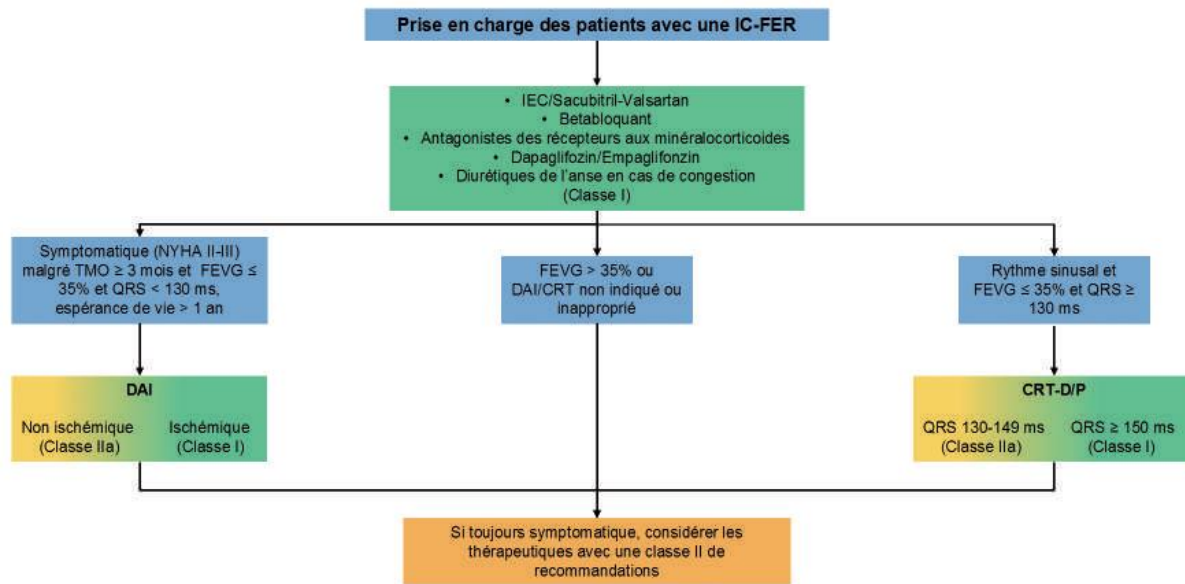 Prise en charge des patients avec une IC-FER
• IEC/Sacubitril-Valsartan
• Betabloquant
• Antagonistes des récepteurs aux minéralocorticoides
• Dapaglifozin/Empaglifonzin
• Diurétiques de l'anse en cas de congestion
(Classe I)
Symptomatique (NYHA II-III)
malgré TMO ≥ 3 mois et FEVG ≤
35% et QRS < 130 ms,
espérance de vie > 1 an
FEVG > 35% ou
DAI/CRT non indiqué ou
inapproprié
Rythme sinusal et
FEVG ≤ 35% et QRS ≥
130 ms
DAI
Non ischémique
(Classe IIa)
Ischémique
(Classe I)
CRT-D/P
QRS 130-149 ms
(Classe IIa)
QRS ≥ 150 ms
(Classe I)
Si toujours symptomatique, considérer les
thérapeutiques avec une classe II de
recommandations